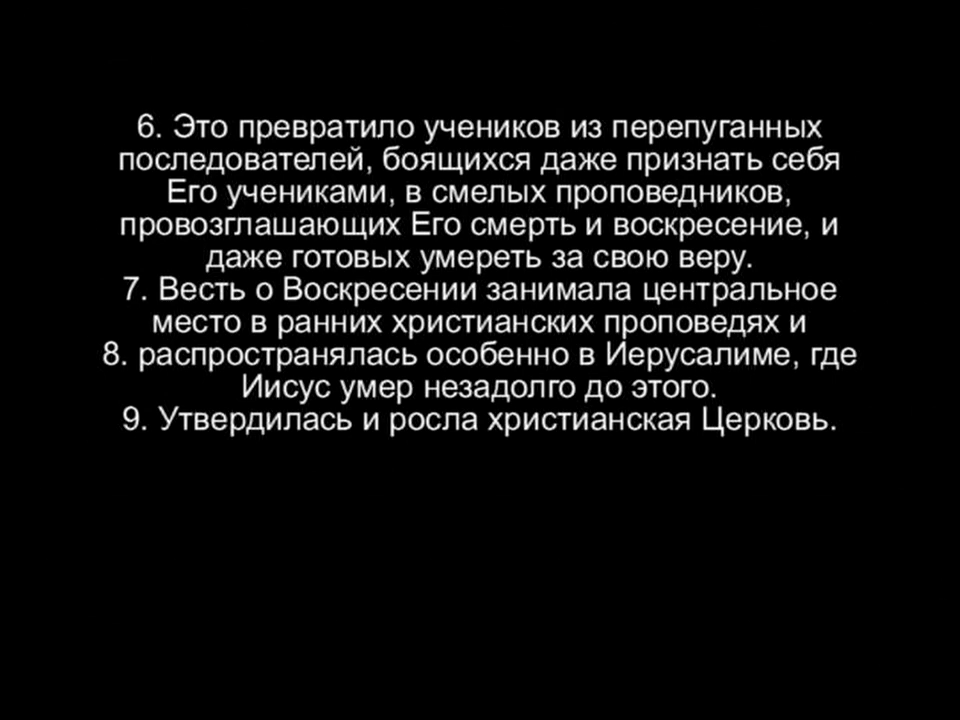 6. Это превратило учеников из перепуганных
последователей, боящихся даже признать себя
Его учениками, в смелых проповедников,
провозглашающих Его смерть и воскресение, и
даже готовых умереть за свою веру.
7. Весть о Воскресении занимала центральное
место в ранних христианских проповедях и
8. распространялась особенно в Иерусалиме, где
Иисус умер незадолго до этого.
9. Утвердилась и росла христианская Церковь.